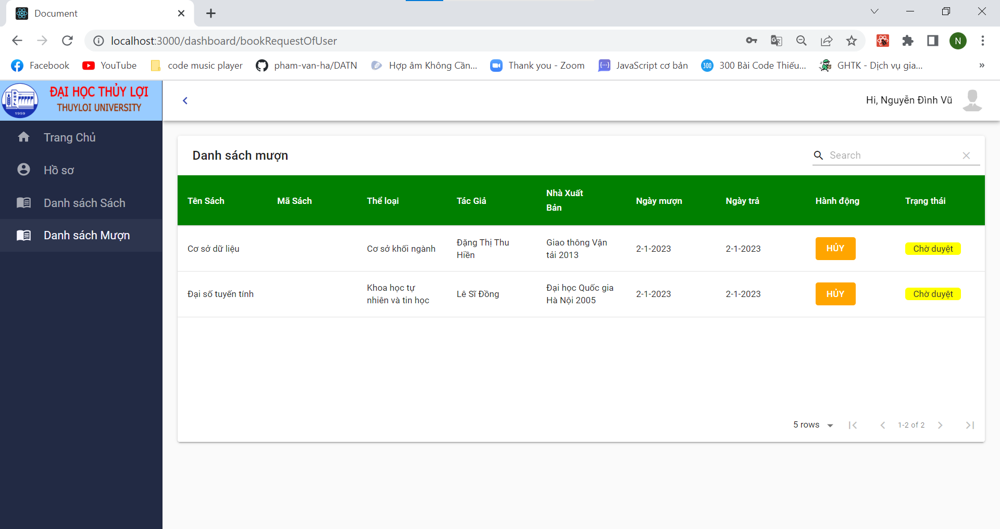 Document
localhost:3000/dashboard/bookRequestOfUser
N
Facebook
YouTube
code music player
pham-van-ha/DATN
Hợp âm Không Cần...
Thank you - Zoom
JavaScript cơ bản
300
300 Bài Code Thiếu...
GHTK - Dịch vụ gia...
ĐẠI HỌC THỦY LỢI
THUYLOI UNIVERSITY
1959
Hi, Nguyễn Đình Vũ
Trang Chủ
Hồ sơ
Danh sách Sách
Danh sách Mượn
Danh sách mượn
Search
Tên Sách
Mã Sách
Thể loại
Tác Giả
Nhà Xuất
Bản
Ngày mượn
Ngày trả
Hành động
Trạng thái
Cơ sở dữ liệu
Cơ sở khối ngành
Đặng Thị Thu
Hiền
Giao thông Vận
tải 2013
2-1-2023
2-1-2023
HỦY
Chờ duyệt
Đại số tuyến tính
Khoa học tự
nhiên và tin học
Lê Sĩ Đồng
Đại học Quốc gia
Hà Nội 2005
2-1-2023
2-1-2023
HỦY
Chờ duyệt
5 rows
1-2 of 2